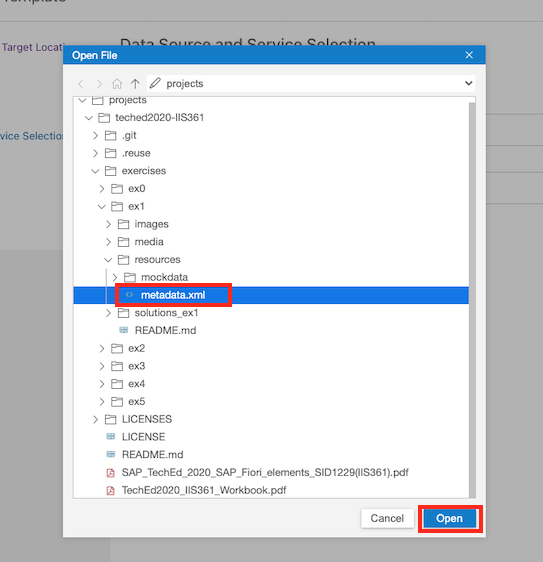 Template
Target Locatio
Data Source and Service Selection
Open File
projects
projects
teched2020-IIS361
.git
.reuse
vice Selection
exercises
ex0
ex1
images
media
resources
mockdata
metadata.xml
solutions_ex1
README.md
ex2
ex3
ex4
ex5
LICENSES
LICENSE
README.md
SAP_TechEd_2020_SAP_Fiori_elements_SID1229(IIS361).pdf
TechEd2020_IIS361_Workbook.pdf
Cancel Open